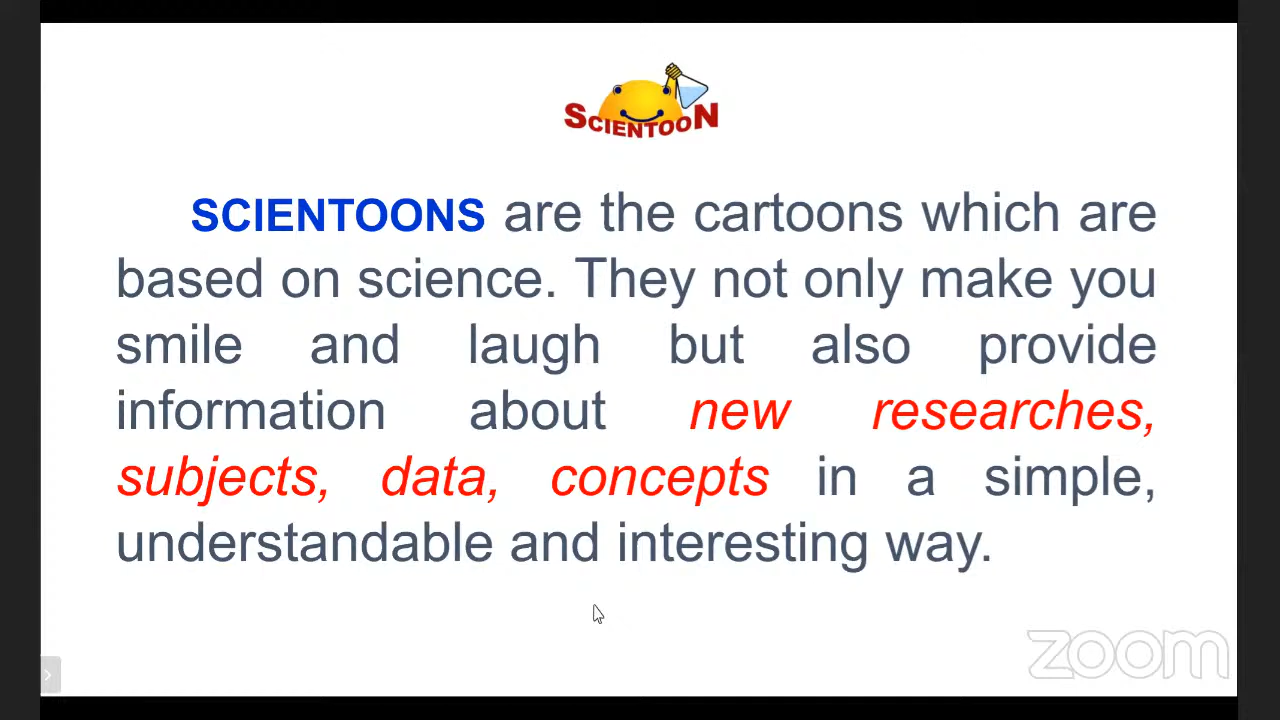 SCIENTOON
SCIENTOONS are the cartoons which are
based on science. They not only make you
smile and laugh but also provide
information about new researches,
subjects, data, concepts in a simple,
understandable and interesting way.
zoom